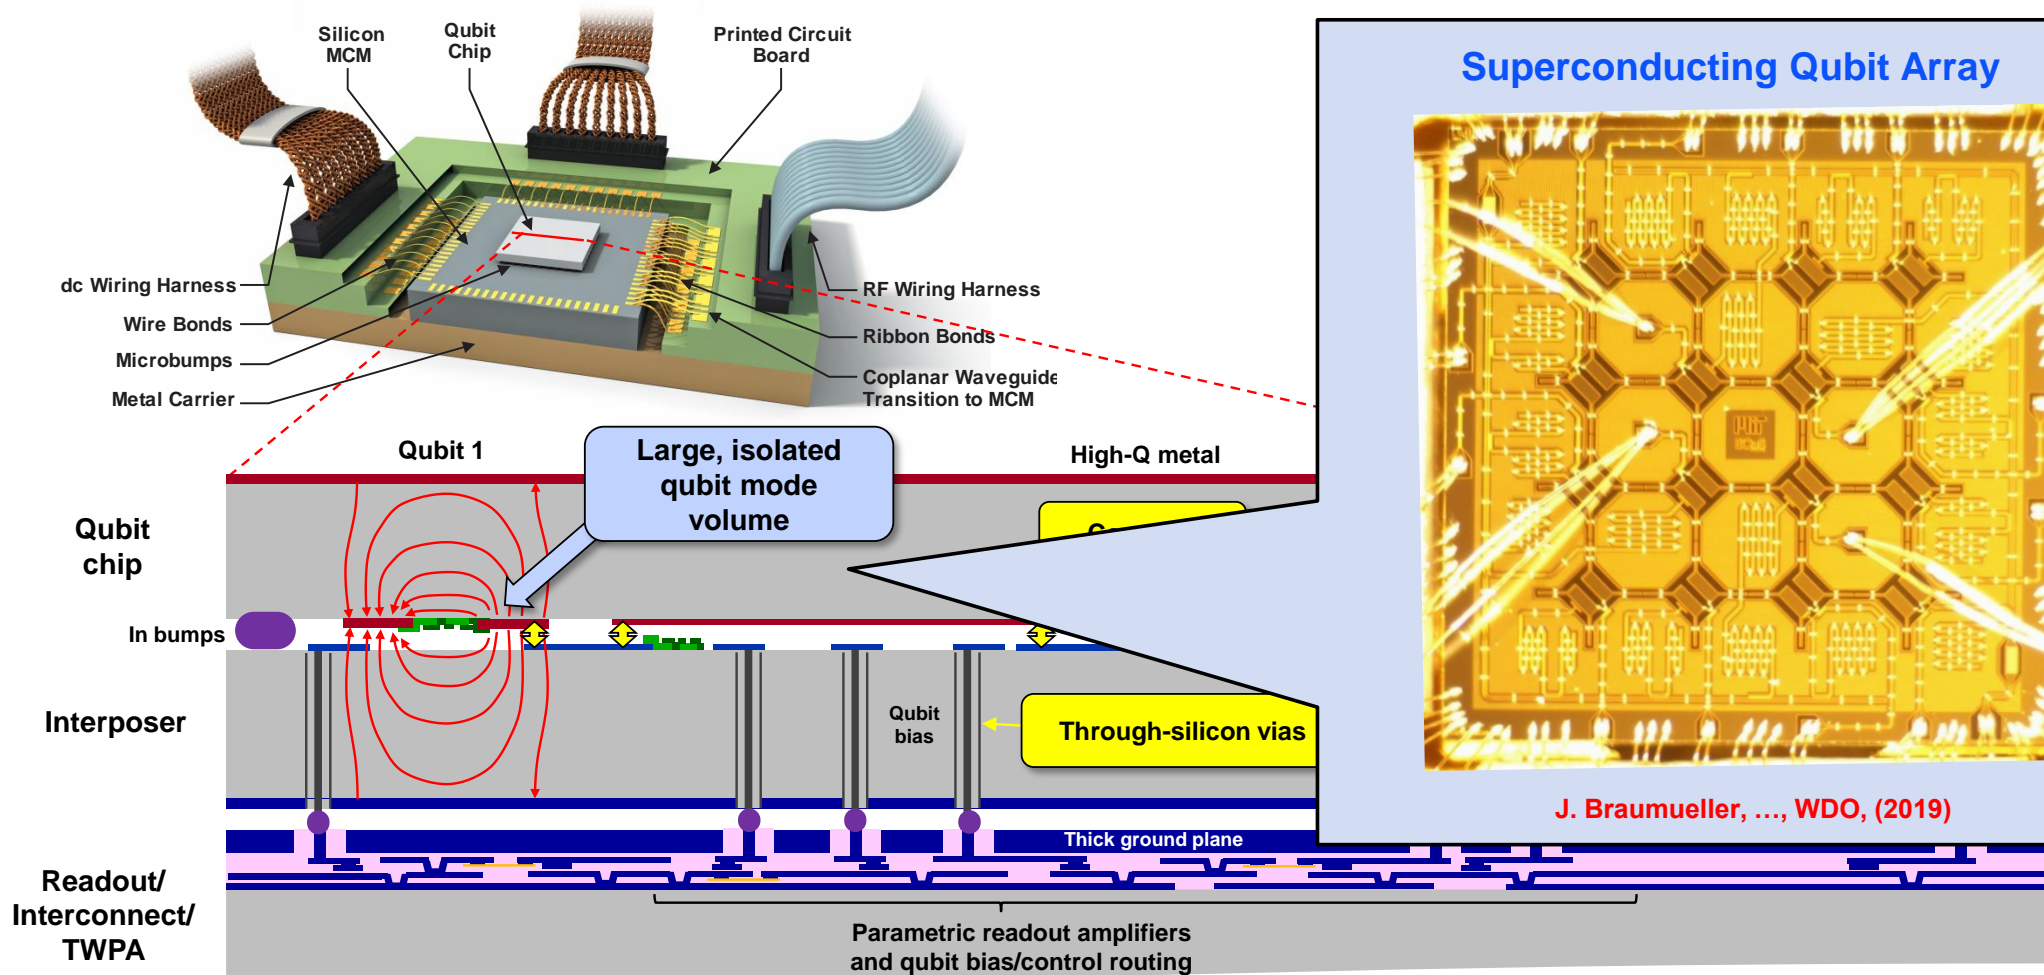 Silicon
MCM
Qubit
Chip
Printed Circuit
Board
dc Wiring Harness
Wire Bonds
Microbumps
Metal Carrier
RF Wiring Harness
Ribbon Bonds
Coplanar Waveguide
Transition to MCM
Superconducting Qubit Array
J. Braumueller, …, WDO, (2019)
Qubit 1
Large, isolated
qubit mode
volume
High-Q metal
Qubit
chip
In bumps
Interposer
Qubit
bias
Through-silicon vias
Thick ground plane
Readout/
Interconnect/
TWPA
Parametric readout amplifiers
and qubit bias/control routing